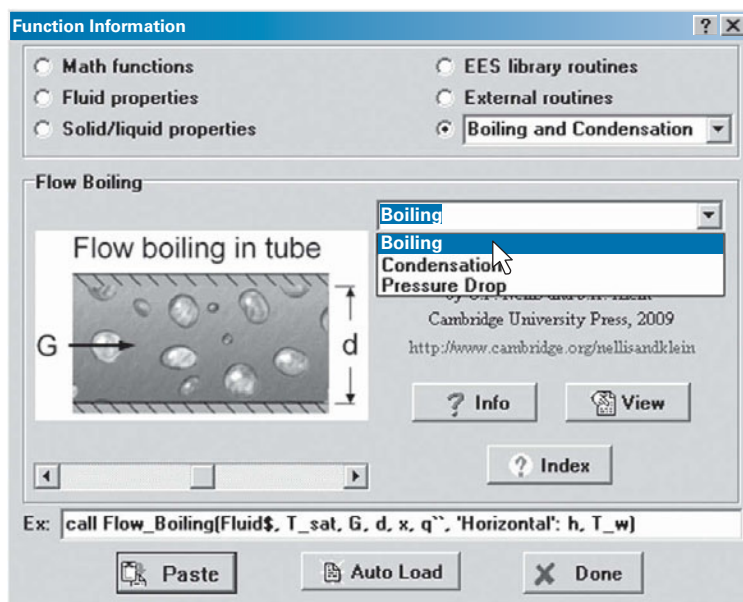 Function Information
Math functions
EES library routines
Fluid properties
External routines
Solid/liquid properties
Boiling and Condensation
Flow Boiling
Boiling
Boiling
Condensation
Pressure Drop
Flow boiling in tube
G
d
Cambridge University Press, 2009
http://www.cambridge.org/nellisandklein
? Info
View
? Index
Ex: call Flow_Boiling(Fluid$, T_sat, G, d, x, q``, 'Horizontal': h, T_w)
Paste
Auto Load
Done